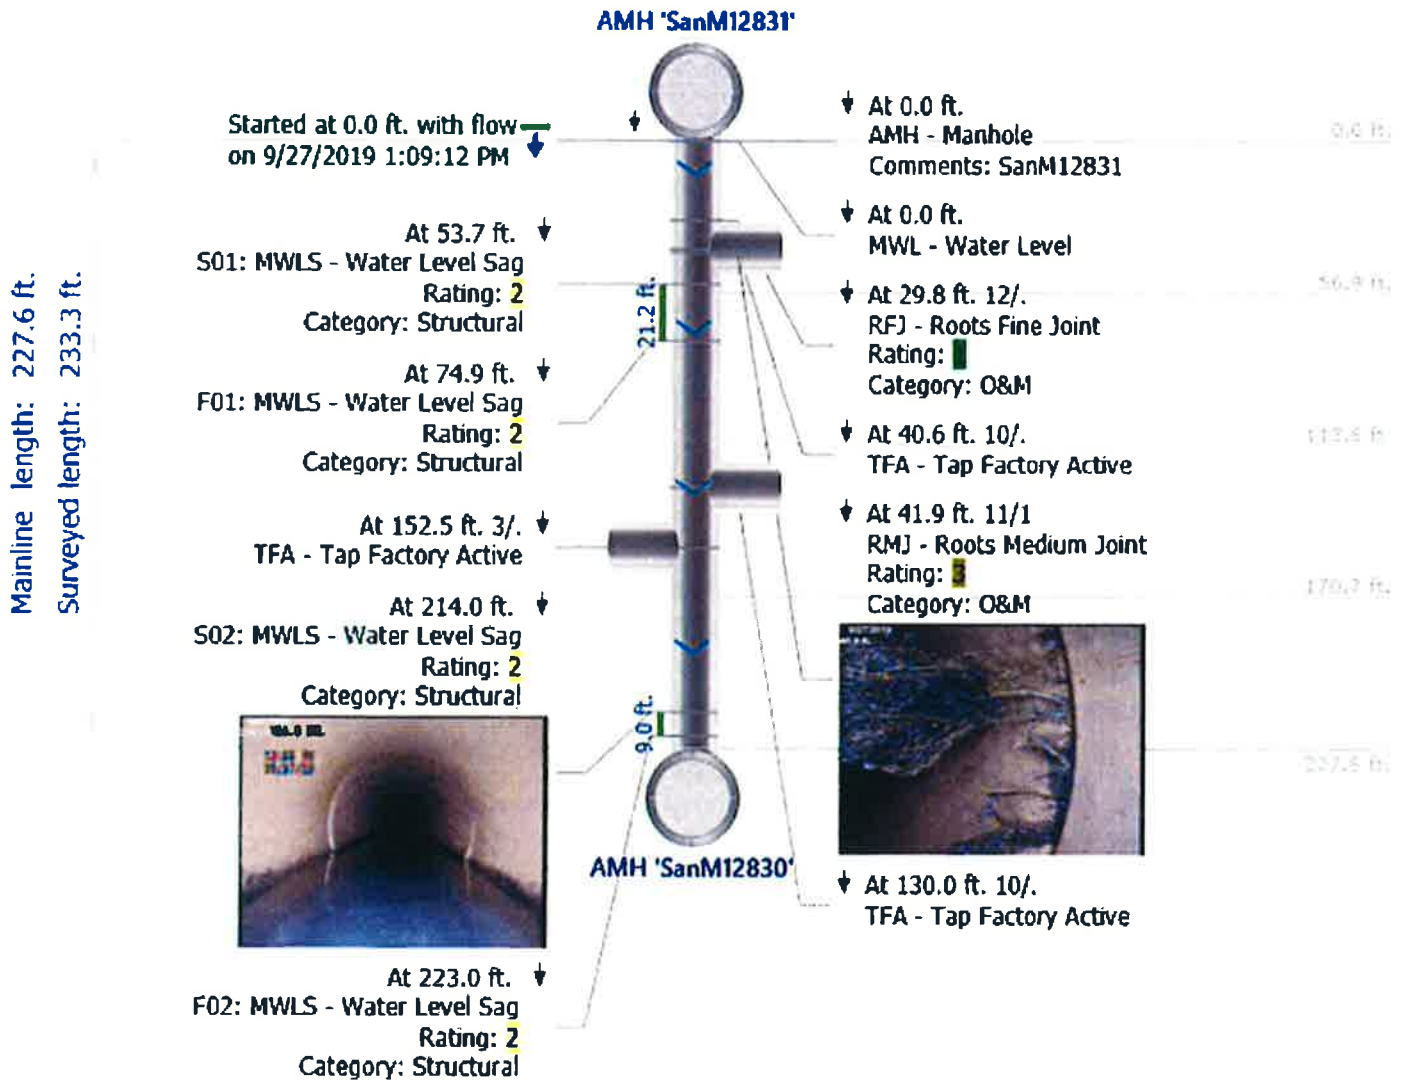 AMH 'SanM12831'
Started at 0.0 ft. with flow
on 9/27/2019 1:09:12 PM
At 53.7 ft.
S01: MWLS - Water Level Sag
Rating: 2
Category: Structural
At 74.9 ft.
F01: MWLS - Water Level Sag
Rating: 2
Category: Structural
At 152.5 ft. 3/.
TFA - Tap Factory Active
At 214.0 ft.
S02: MWLS - Water Level Sag
Rating: 2
Category: Structural
At 223.0 ft.
F02: MWLS - Water Level Sag
Rating: 2
Category: Structural
Mainline length: 227.6 ft.
Surveyed length: 233.3 ft.
21.2 ft.
9.0 ft.
AMH 'SanM12830'
At 0.0 ft.
AMH - Manhole
Comments: SanM12831
At 0.0 ft.
MWL - Water Level
At 29.8 ft. 12/.
RFJ - Roots Fine Joint
Rating:
Category: O&M
At 40.6 ft. 10/.
TFA - Tap Factory Active
At 41.9 ft. 11/1
RMJ - Roots Medium Joint
Rating: 3
Category: O&M
At 130.0 ft. 10/.
TFA - Tap Factory Active
0.0 ft.
56.9 ft.
170.7 ft.